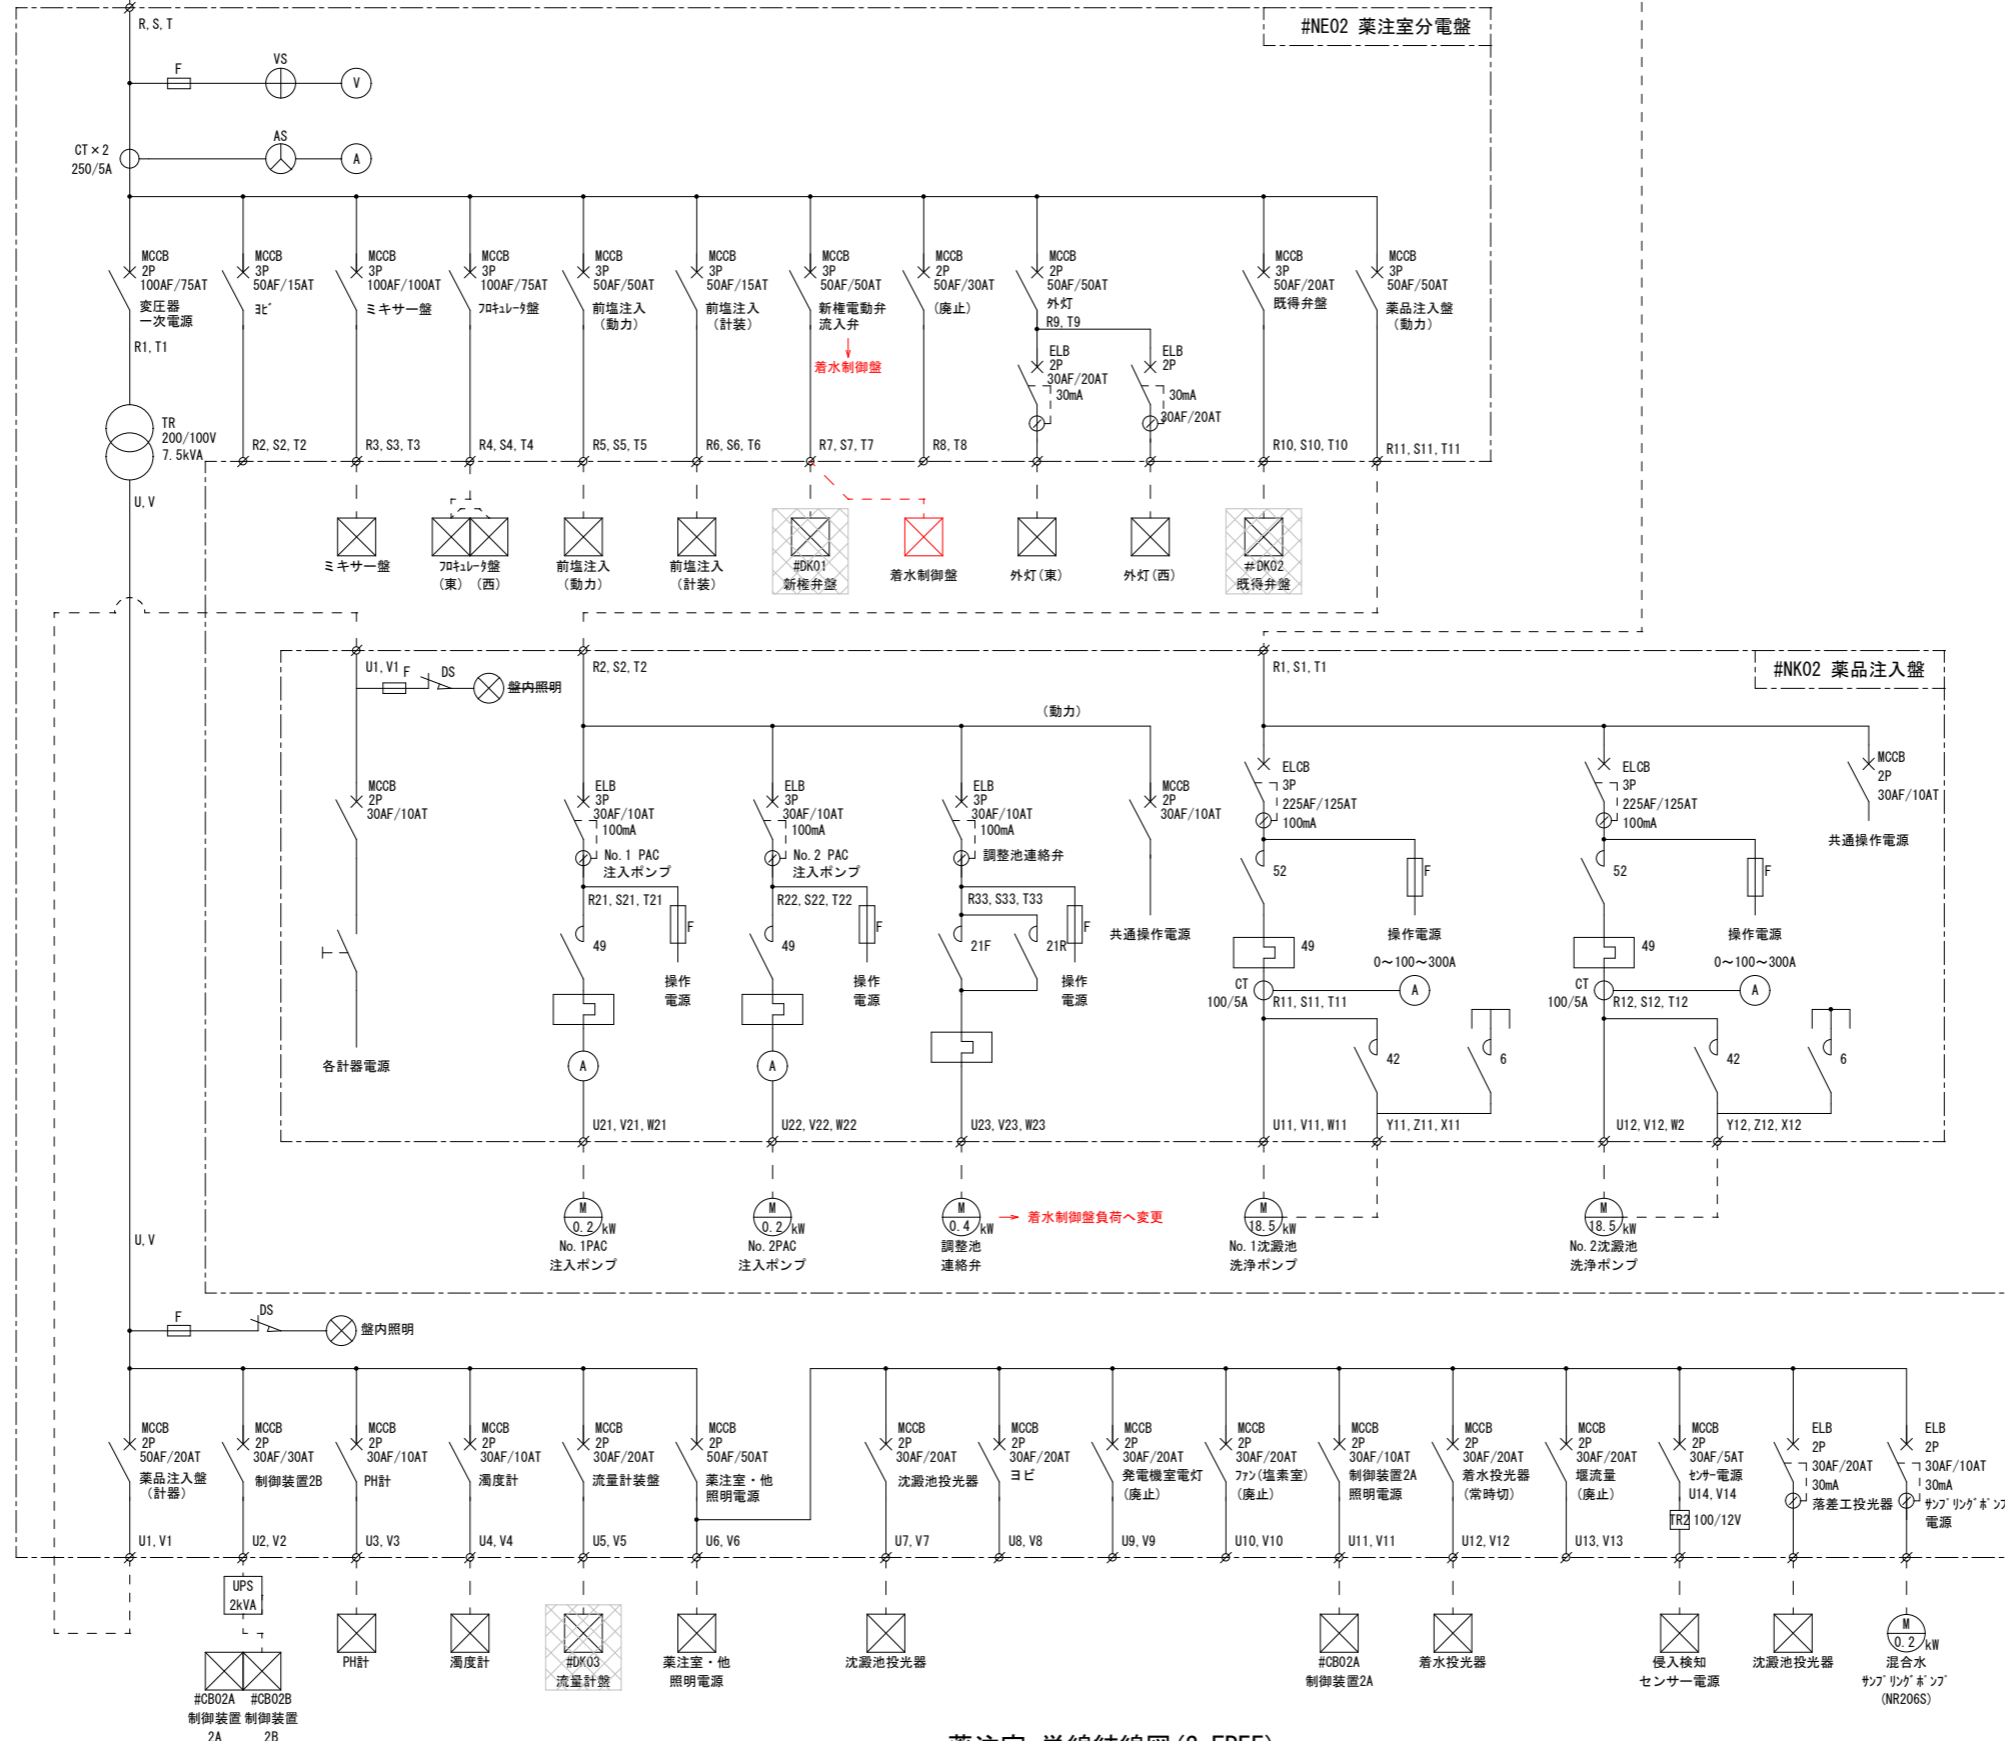 #NE02 薬注室分電盤
R, S, T
F
VS
V
CT×2
250/5A
AS
A
MCCB
2P
100AF/75AT
変圧器
一次電源
R1, T1
MCCB
3P
50AF/15AT
ﾖﾋﾞ
MCCB
3P
100AF/100AT
ミキサー盤
MCCB
3P
100AF/75AT
ﾌﾛｷｭﾚｰﾀ盤
MCCB
3P
50AF/50AT
前塩注入
(動力)
MCCB
3P
50AF/15AT
前塩注入
(計装)
MCCB
3P
50AF/50AT
新権電動弁
流入弁
着水制御盤
MCCB
2P
50AF/30AT
(廃止)
MCCB
2P
50AF/50AT
外灯
R9, T9
ELB
2P
30AF/20AT
30mA
ELB
2P
30mA
30AF/20AT
MCCB
3P
50AF/20AT
既得弁盤
MCCB
3P
50AF/50AT
薬品注入盤
(動力)
TR
200/100V
7.5kVA
R2, S2, T2
R3, S3, T3
R4, S4, T4
R5, S5, T5
R6, S6, T6
R7, S7, T7
R8, T8
R10, S10, T10
R11, S11, T11
U, V
ミキサー盤
ﾌﾛｷｭﾚｰﾀ盤
(東) (西)
前塩注入
(動力)
前塩注入
(計装)
#DK01
新権弁盤
着水制御盤
外灯(東)
外灯(西)
#DK02
既得弁盤
#NK02 薬品注入盤
U1, V1
F
DS
盤内照明
R2, S2, T2
R1, S1, T1
(動力)
MCCB
2P
30AF/10AT
各計器電源
ELB
3P
30AF/10AT
100mA
No.1 PAC
注入ポンプ
R21, S21, T21
F
49
操作
電源
A
U21, V21, W21
ELB
3P
30AF/10AT
100mA
No.2 PAC
注入ポンプ
R22, S22, T22
F
49
操作
電源
A
U22, V22, W22
ELB
3P
30AF/10AT
100mA
調整池連絡弁
R33, S33, T33
21F
21R
F
操作
電源
U23, V23, W23
MCCB
2P
30AF/10AT
共通操作電源
ELCB
3P
225AF/125AT
100mA
52
F
操作電源
49
0～100～300A
CT
100/5A
R11, S11, T11
A
42
6
U11, V11, W11
Y11, Z11, X11
ELCB
3P
225AF/125AT
100mA
52
F
操作電源
49
0～100～300A
CT
100/5A
R12, S12, T12
A
42
6
U12, V12, W2
Y12, Z12, X12
MCCB
2P
30AF/10AT
共通操作電源
M
0.2 kW
No.1PAC
注入ポンプ
M
0.2 kW
No.2PAC
注入ポンプ
M
0.4 kW
調整池
連絡弁
→ 着水制御盤負荷へ変更
M
18.5 kW
No.1沈澱池
洗浄ポンプ
M
18.5 kW
No.2沈澱池
洗浄ポンプ
U, V
F
DS
盤内照明
MCCB
2P
50AF/20AT
薬品注入盤
(計器)
U1, V1
MCCB
2P
30AF/30AT
制御装置2B
U2, V2
MCCB
2P
30AF/10AT
PH計
U3, V3
MCCB
2P
30AF/10AT
濁度計
U4, V4
MCCB
2P
30AF/20AT
流量計装盤
U5, V5
MCCB
2P
50AF/50AT
薬注室・他
照明電源
U6, V6
MCCB
2P
30AF/20AT
沈澱池投光器
U7, V7
MCCB
2P
30AF/20AT
ヨビ
U8, V8
MCCB
2P
30AF/20AT
発電機室電灯
(廃止)
U9, V9
MCCB
2P
30AF/20AT
ﾌｧﾝ(塩素室)
(廃止)
U10, V10
MCCB
2P
30AF/10AT
制御装置2A
照明電源
U11, V11
MCCB
2P
30AF/20AT
着水投光器
(常時切)
U12, V12
MCCB
2P
30AF/20AT
堰流量
(廃止)
U13, V13
MCCB
2P
30AF/5AT
ｾﾝｻｰ電源
U14, V14
TR2 100/12V
ELB
2P
30AF/20AT
30mA
落差工投光器
ELB
2P
30AF/10AT
30mA
ｻﾝﾌﾟﾘﾝｸﾞﾎﾟﾝﾌﾟ
電源
UPS
2kVA
#CB02A
制御装置
2A
#CB02B
制御装置
2B
PH計
濁度計
#DK03
流量計盤
薬注室・他
照明電源
沈澱池投光器
#CB02A
制御装置2A
着水投光器
侵入検知
センサー電源
沈澱池投光器
M
0.2 kW
混合水
ｻﾝﾌﾟﾘﾝｸﾞﾎﾟﾝﾌﾟ
(NR206S)
薬注室 単線結線図(2-FREE)